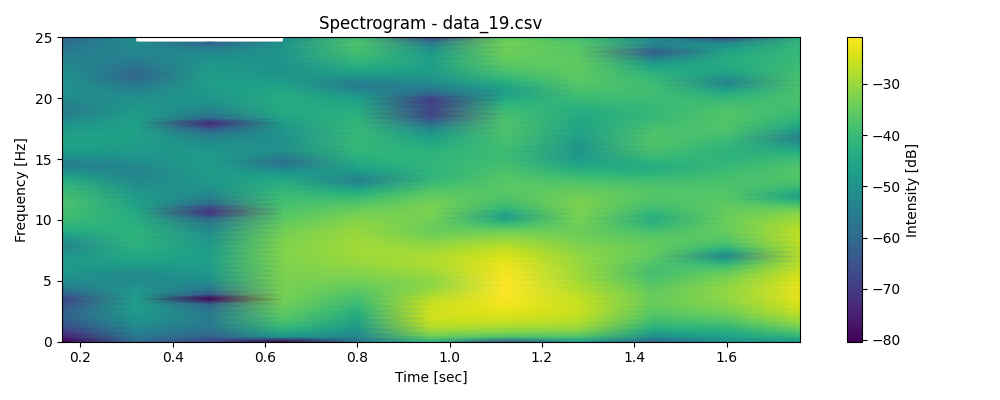 Spectrogram - data_19.csv
25
20
15
10
5
0
Frequency [Hz]
0.2 0.4 0.6 0.8 1.0 1.2 1.4 1.6
Time [sec]
−30
−40
−50
−60
−70
−80
Intensity [dB]